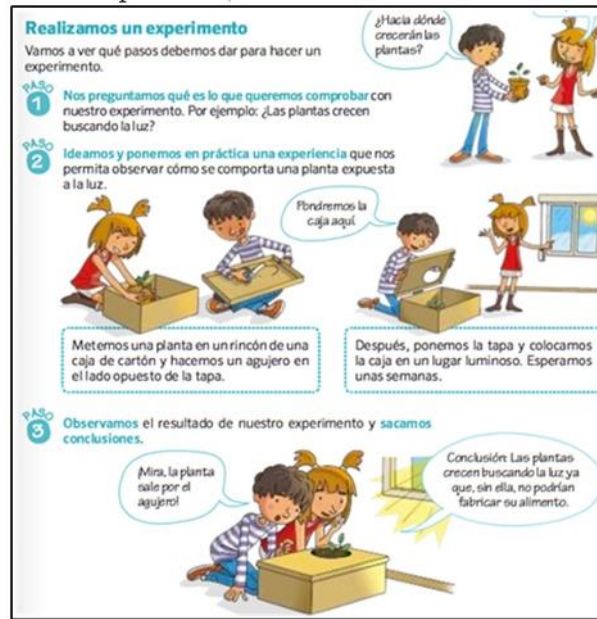 Realizamos un experimento
Vamos a ver qué pasos debemos dar para hacer un
experimento.
¿Hacia dónde
crecerán las
plantas?
PASO
1
Nos preguntamos qué es lo que queremos comprobar con
nuestro experimento. Por ejemplo: ¿Las plantas crecen
buscando la luz?
PASO
2
Ideamos y ponemos en práctica una experiencia que nos
permita observar cómo se comporta una planta expuesta
a la luz.
Pondremos la
caja aquí.
Metemos una planta en un rincón de una
caja de cartón y hacemos un agujero en
el lado opuesto de la tapa.
Después, ponemos la tapa y colocamos
la caja en un lugar luminoso. Esperamos
unas semanas.
PASO
3
Observamos el resultado de nuestro experimento y sacamos
conclusiones.
¡Mira, la planta
sale por el
agujero!
Conclusión: Las plantas
crecen buscando la luz ya
que, sin ella, no podrían
fabricar su alimento.